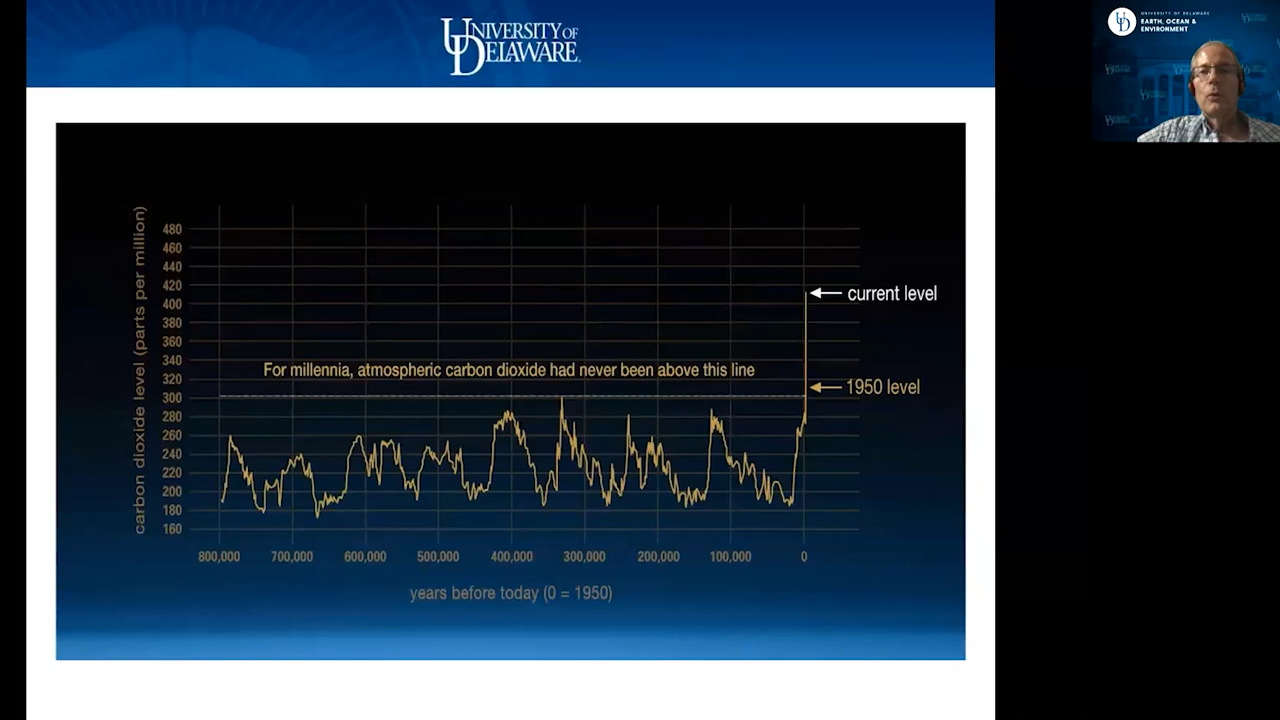 UNIVERSITY OF
DELAWARE
UNIVERSITY OF DELAWARE
EARTH, OCEAN &
ENVIRONMENT
carbon dioxide level (parts per million)
480
460
440
420
400
380
360
340
320
300
280
260
240
220
200
180
160
current level
For millennia, atmospheric carbon dioxide had never been above this line
1950 level
800,000 700,000 600,000 500,000 400,000 300,000 200,000 100,000 0
years before today (0 = 1950)